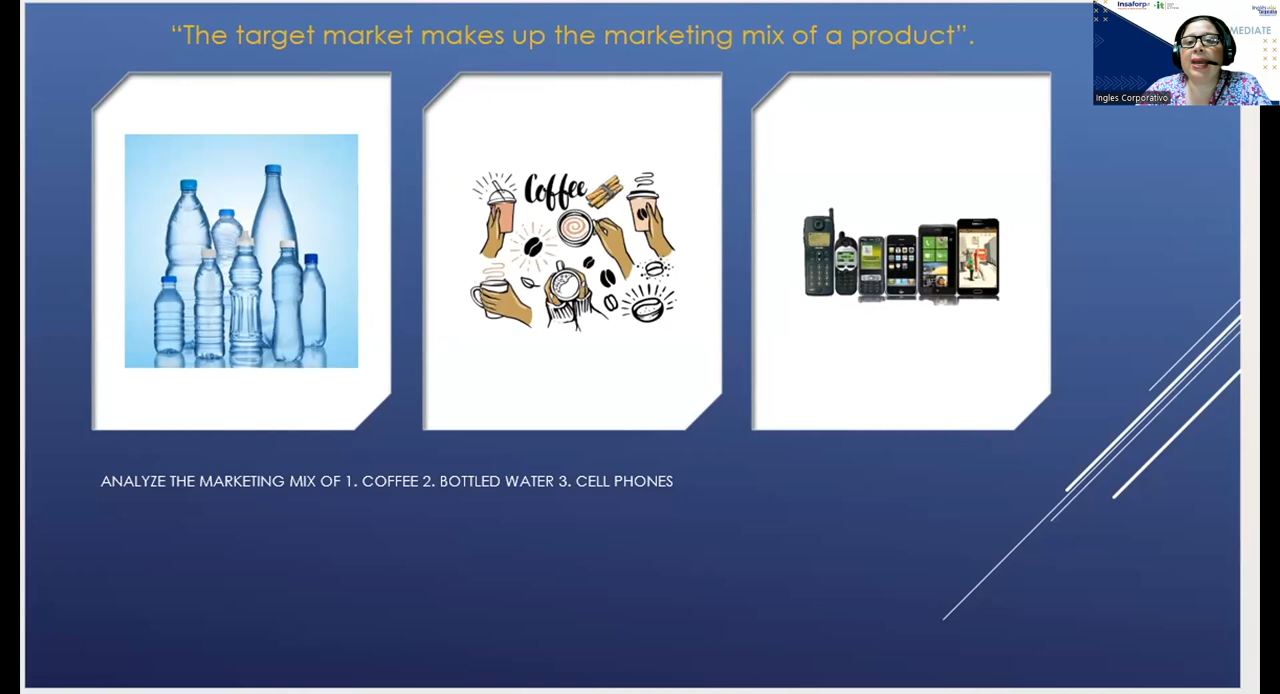 “The target market makes up the marketing mix of a product”.
Insaforp
MEDIATE
Ingles Corporativo
Coffee
ANALYZE THE MARKETING MIX OF 1. COFFEE 2. BOTTLED WATER 3. CELL PHONES